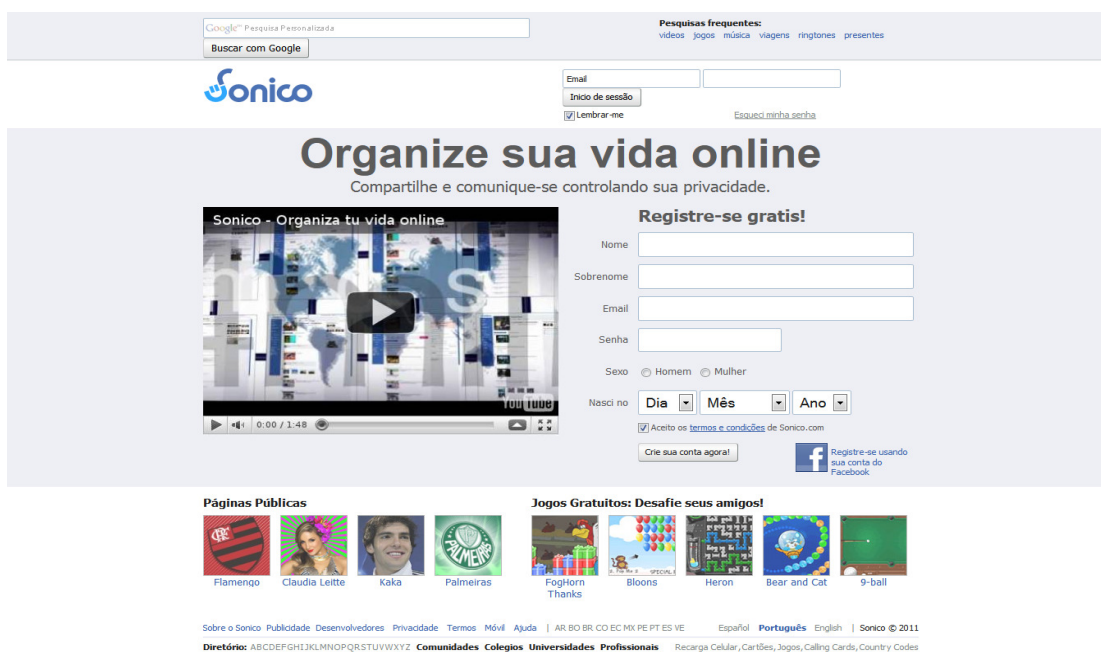 Google™ Pesquisa Personalizada
Buscar com Google
Pesquisas frequentes:
videos jogos música viagens ringtones presentes
Sonico
Email
Inicio de sessão
Lembrar-me
Esqueci minha senha
Organize sua vida online
Compartilhe e comunique-se controlando sua privacidade.
Sonico - Organiza tu vida online
YouTube
0:00 / 1:48
Registre-se gratis!
Nome
Sobrenome
Email
Senha
Sexo Homem Mulher
Nasci no Dia Mês Ano
Aceito os termos e condições de Sonico.com
Crie sua conta agora!
Registre-se usando
sua conta do
Facebook
Páginas Públicas
PALMEIRAS
Flamengo Claudia Leitte Kaka Palmeiras
Jogos Gratuitos: Desafie seus amigos!
FogHorn Thanks
Bloons
Heron
Bear and Cat
9-ball
Sobre o Sonico Publicidade Desenvolvedores Privacidade Termos Móvil Ajuda | AR BO BR CO EC MX PE PT ES VE Español Português English | Sonico © 2011
Diretório: ABCDEFGHIJKLMNOPQRSTUVWXYZ Comunidades Colegios Universidades Profissionais Recarga Celular, Cartões, Jogos, Calling Cards, Country Codes